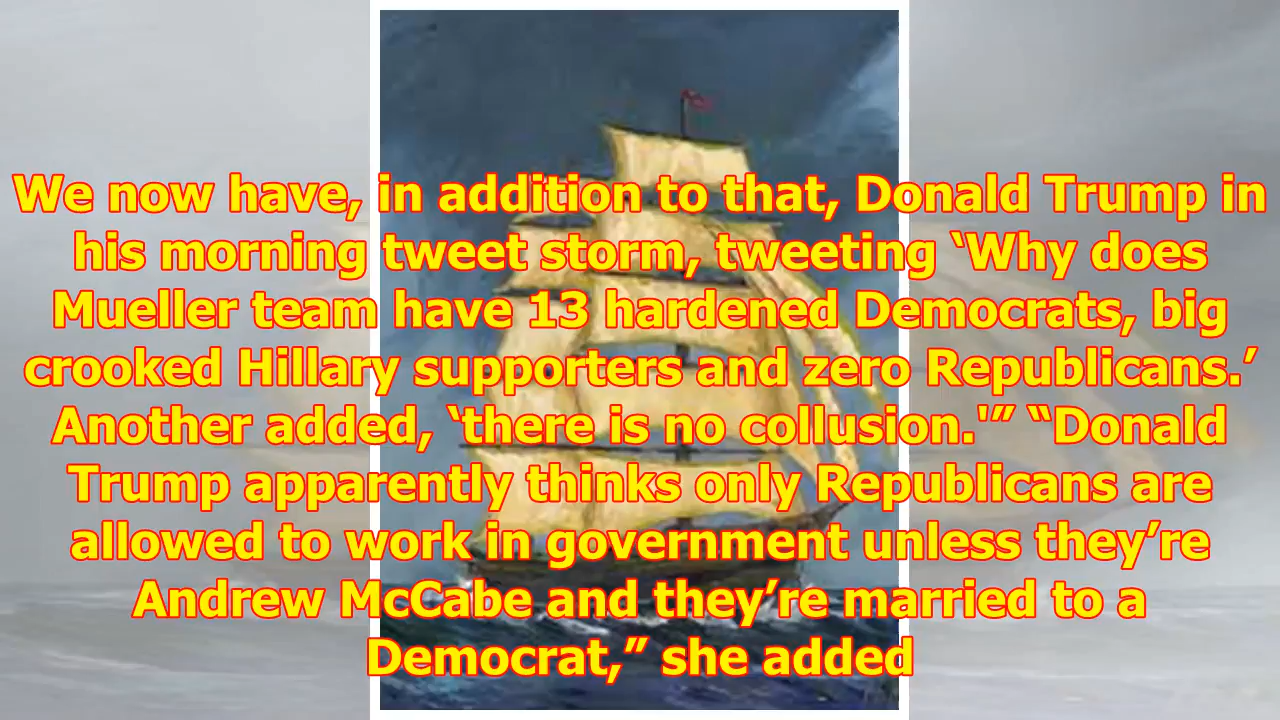 We now have, in addition to that, Donald Trump in
his morning tweet storm, tweeting ‘Why does
Mueller team have 13 hardened Democrats, big
crooked Hillary supporters and zero Republicans.’
Another added, ‘there is no collusion.'” “Donald
Trump apparently thinks only Republicans are
allowed to work in government unless they’re
Andrew McCabe and they’re married to a
Democrat,” she added